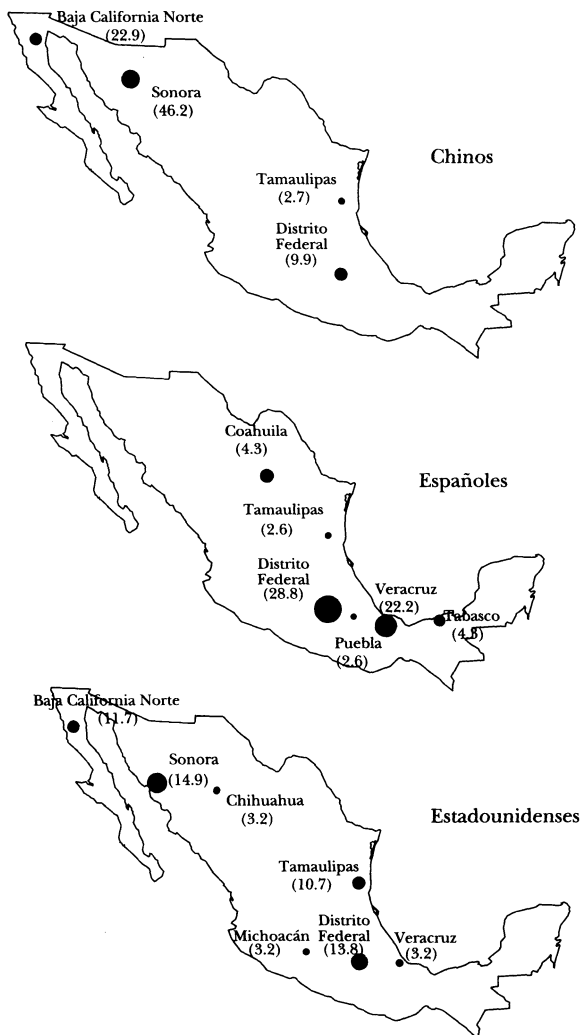 Baja California Norte
(22.9)
Sonora
(46.2)
Chinos
Tamaulipas
(2.7)
Distrito
Federal
(9.9)
Coahuila
(4.3)
Españoles
Tamaulipas
(2.6)
Distrito
Federal
(28.8)
Veracruz
(22.2)
Tabasco
(4.3)
Puebla
(2.6)
Baja California Norte
(11.7)
Sonora
(14.9)
Chihuahua
(3.2)
Estadounidenses
Tamaulipas
(10.7)
Michoacán
(3.2)
Distrito
Federal
(13.8)
Veracruz
(3.2)